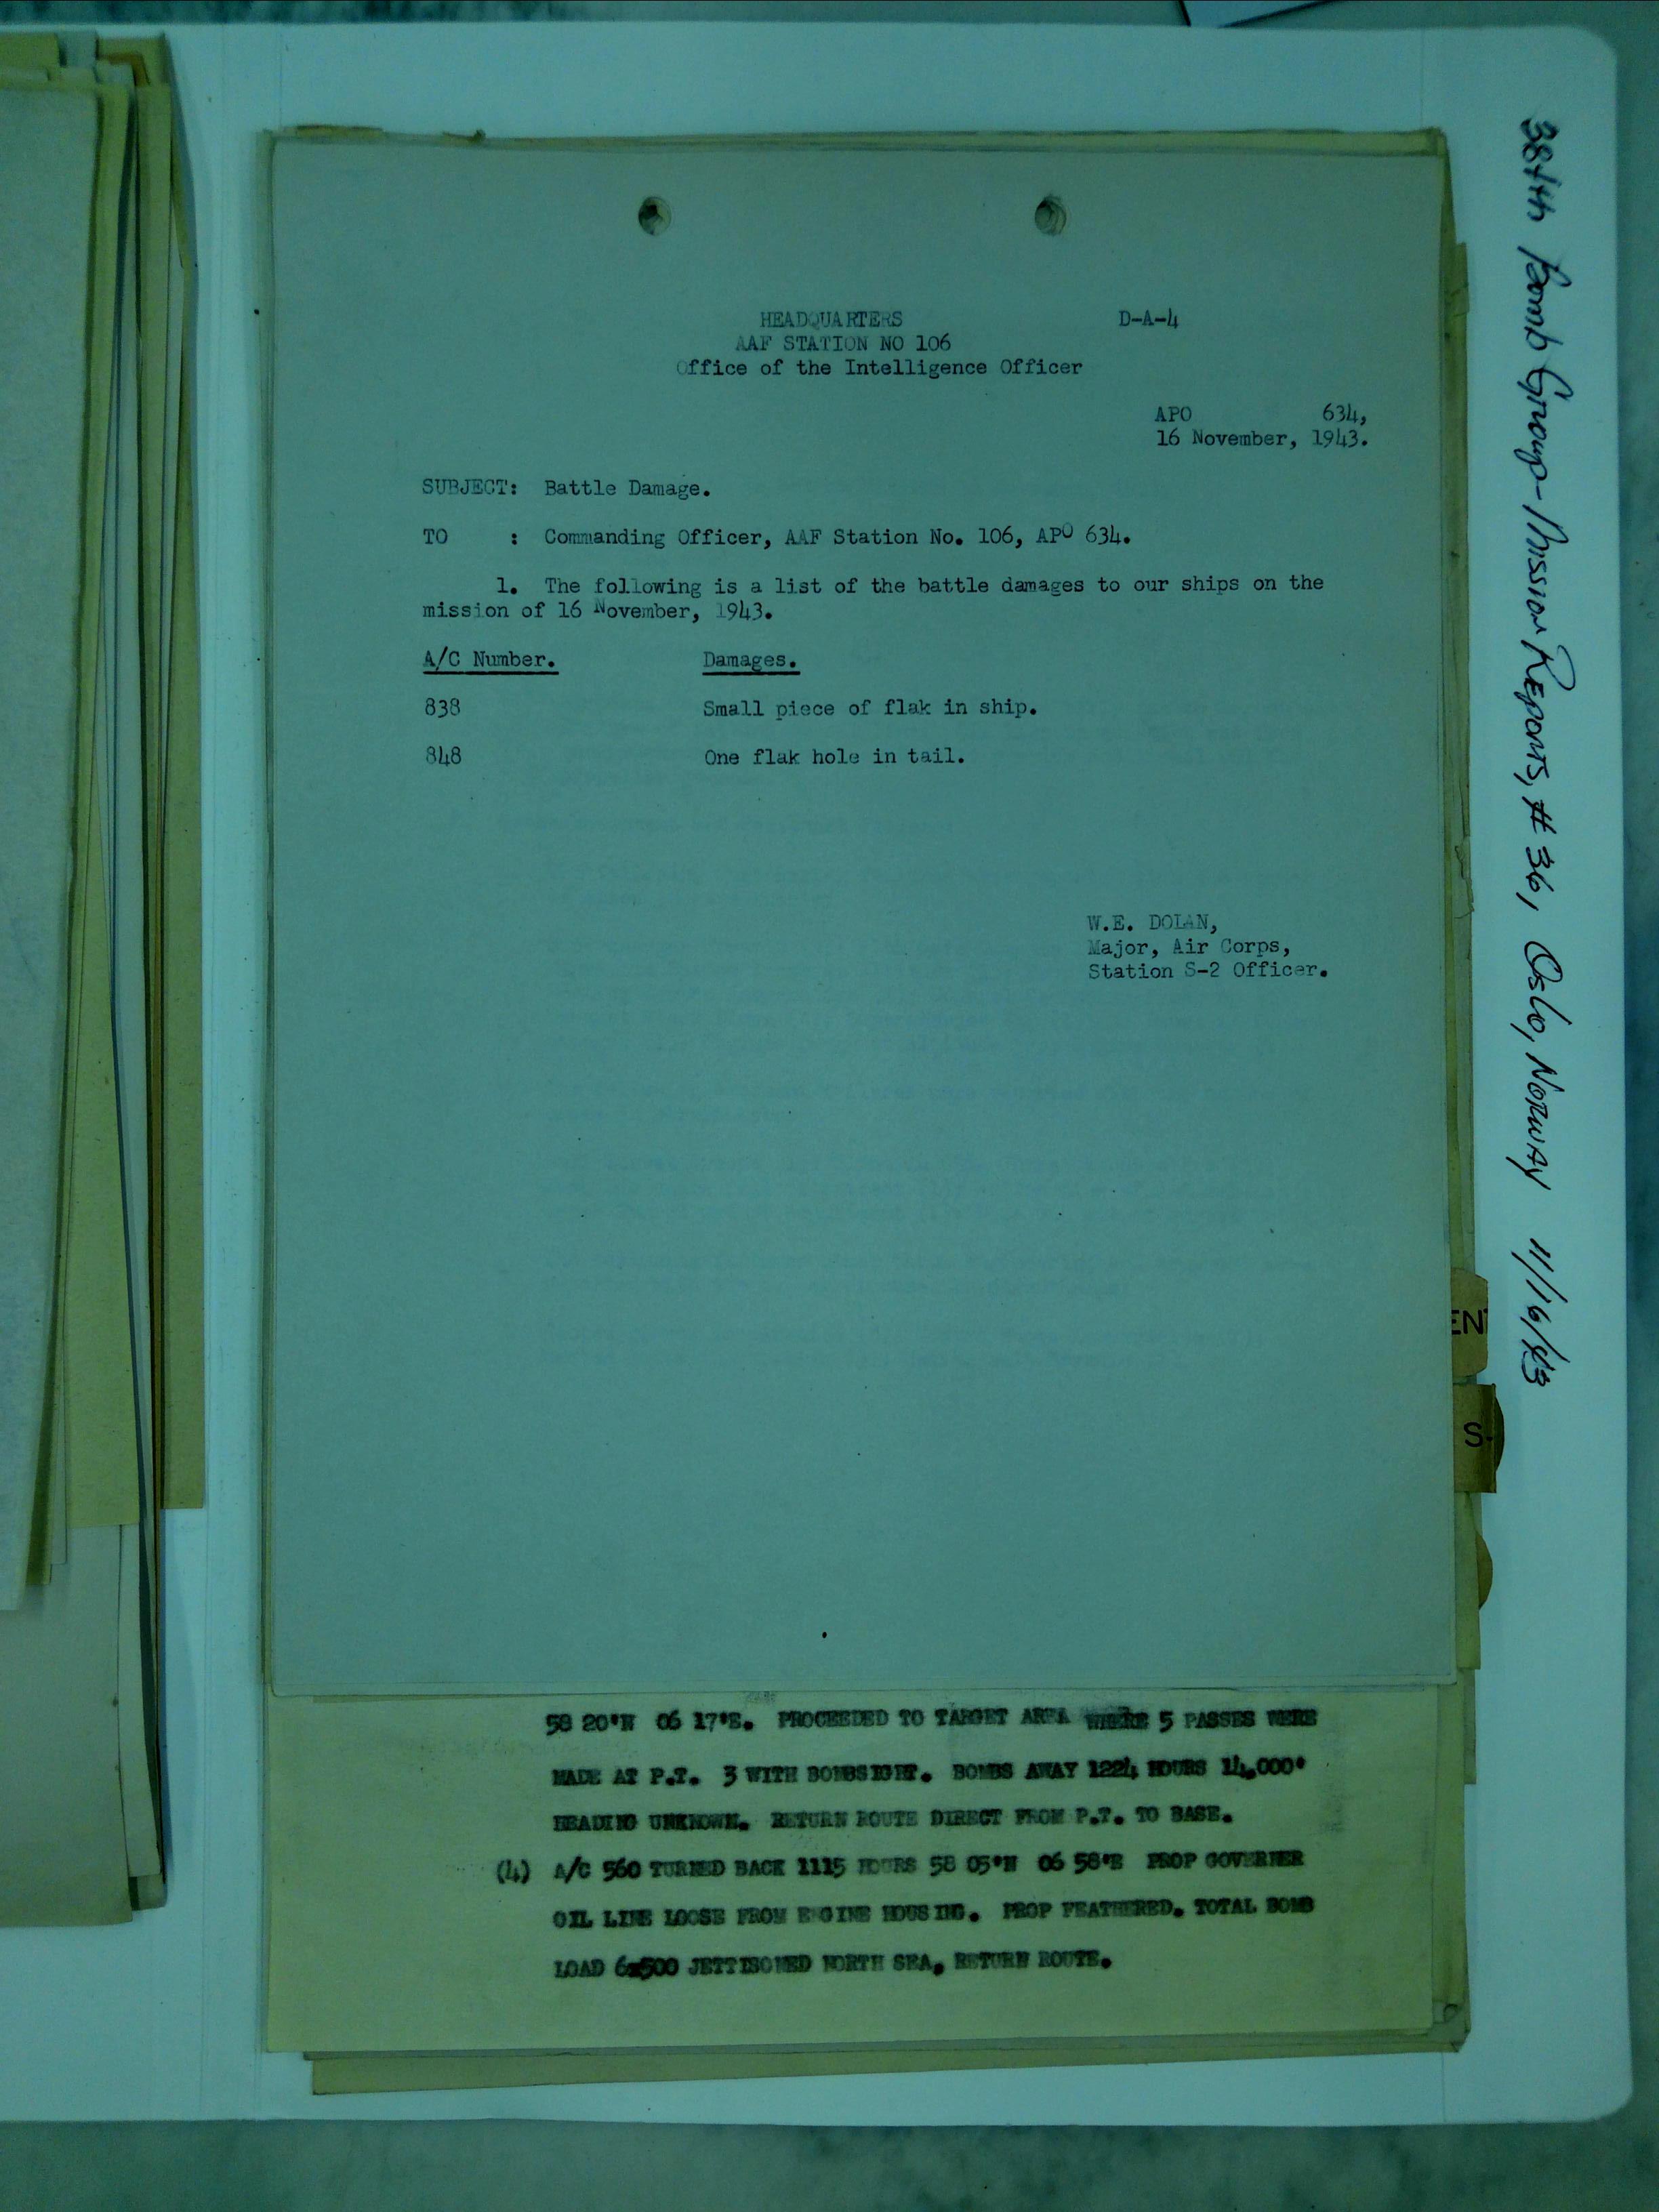 HEADQUARTERS D-A-4
AAF STATION NO 106
Office of the Intelligence Officer
APO 634,
16 November, 1943.
SUBJECT: Battle Damage.
TO : Commanding Officer, AAF Station No. 106, APO 634.
1. The following is a list of the battle damages to our ships on the
mission of 16 November, 1943.
A/C Number. Damages.
838 Small piece of flak in ship.
848 One flak hole in tail.
W.E. DOLAN,
Major, Air Corps,
Station S-2 Officer.
58 20'N 06 17'E. PROCEEDED TO TARGET AREA WHERE 5 PASSES WERE
MADE AT P.T. 3 WITH BOMBSIGHT. BOMBS AWAY 1224 HOURS 14,000'
HEADING UNKNOWN. RETURN ROUTE DIRECT FROM P.T. TO BASE.
(4) A/C 560 TURNED BACK 1115 HOURS 58 05'N 06 58'E PROP GOVERNER
OIL LINE LOOSE FROM ENGINE HOUSING. PROP FEATHERED. TOTAL BOMB
LOAD 6x500 JETTISONED NORTH SEA, RETURN ROUTE.
384th Bomb Group - Mission Reports, # 36, Oslo, Norway 11/16/43
EN
S-